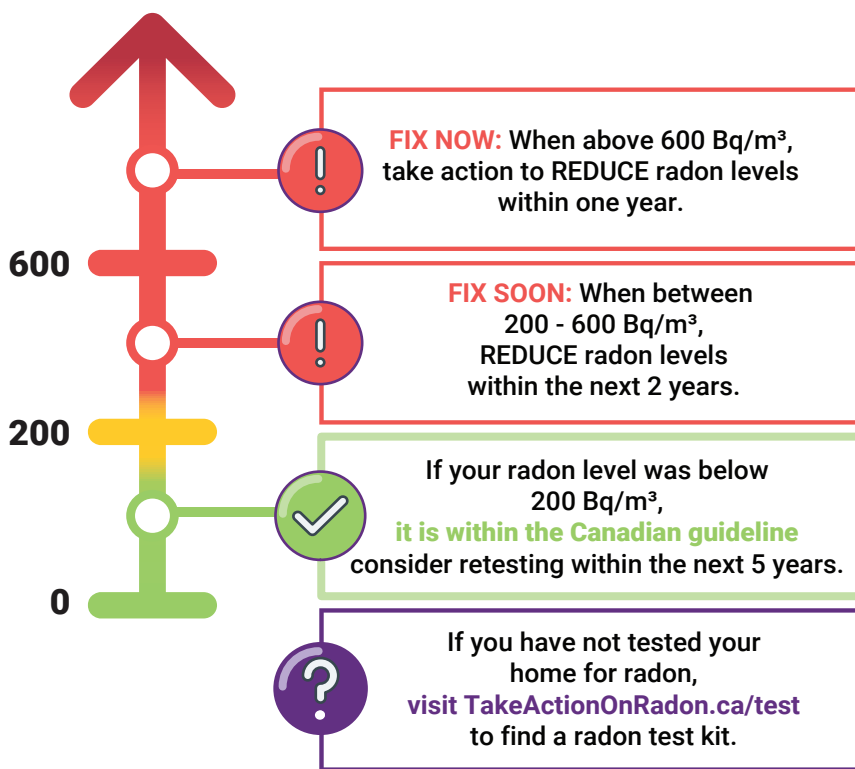 FIX NOW: When above 600 Bq/m³,
take action to REDUCE radon levels
within one year.
600
FIX SOON: When between
200 - 600 Bq/m³,
REDUCE radon levels
within the next 2 years.
200
If your radon level was below
200 Bq/m³,
it is within the Canadian guideline
consider retesting within the next 5 years.
0
If you have not tested your
home for radon,
visit TakeActionOnRadon.ca/test
to find a radon test kit.